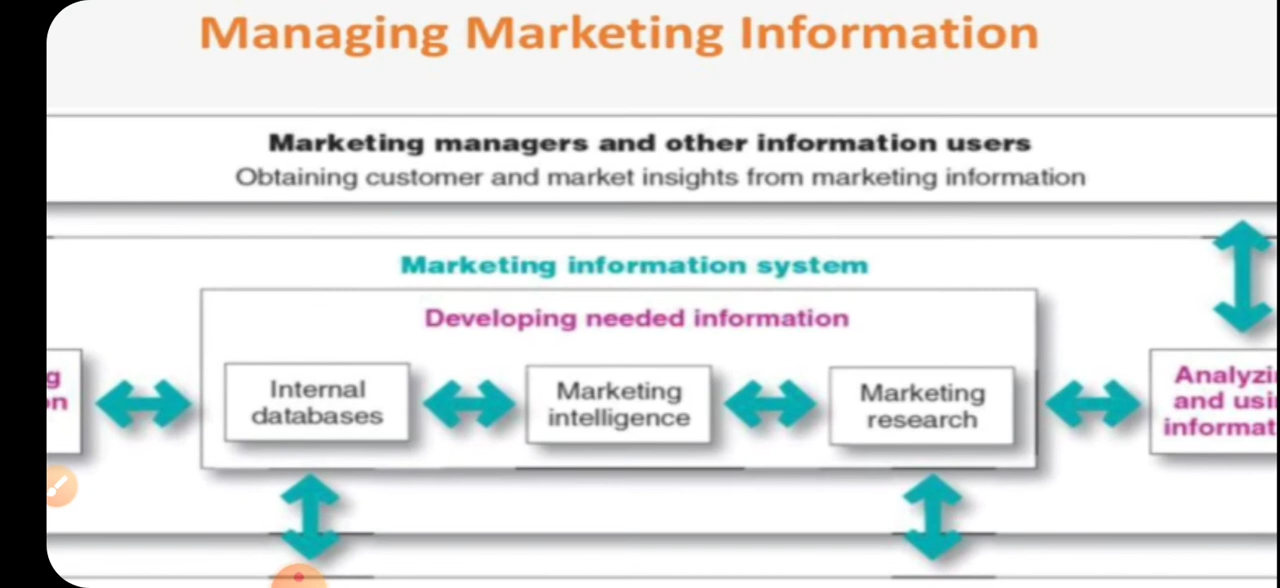 Managing Marketing Information
Marketing managers and other information users
Obtaining customer and market insights from marketing information
Marketing information system
Developing needed information
Internal
databases
Marketing
intelligence
Marketing
research